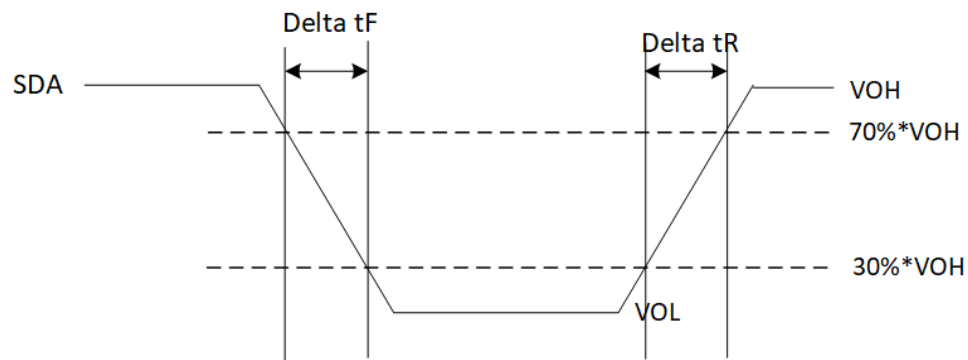 Delta tF
Delta tR
SDA
VOH
70%*VOH
30%*VOH
VOL